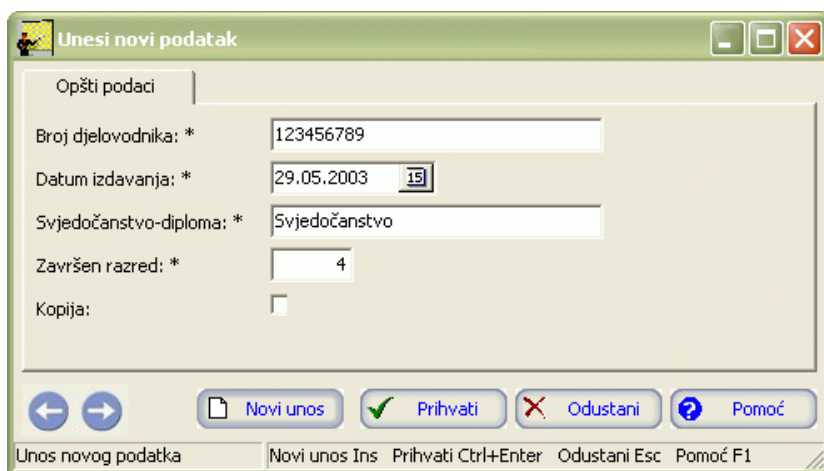 Unesi novi podatak
Opšti podaci
Broj djelovodnika: * 123456789
Datum izdavanja: * 29.05.2003 15
Svjedočanstvo-diploma: * Svjedočanstvo
Završen razred: * 4
Kopija:
Novi unos Prihvati Odustani Pomoć
Unos novog podatka Novi unos Ins Prihvati Ctrl+Enter Odustani Esc Pomoć F1